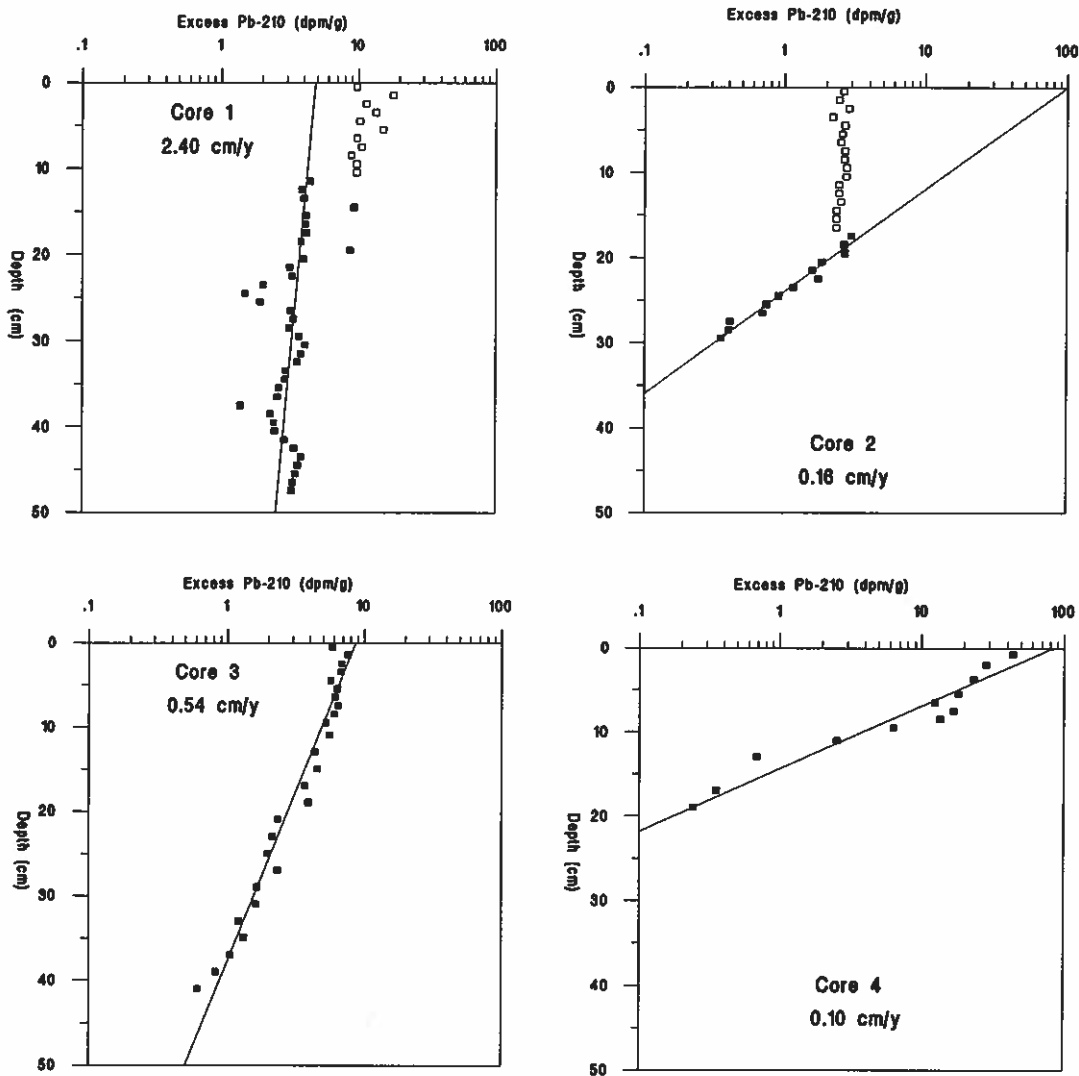 Excess Pb-210 (dpm/g)
.1 1 10 100
0
10
20
30
40
50
Depth (cm)
Core 1
2.40 cm/y
Excess Pb-210 (dpm/g)
.1 1 10 100
0
10
20
30
40
50
Depth (cm)
Core 2
0.16 cm/y
Excess Pb-210 (dpm/g)
.1 1 10 100
0
10
20
30
40
50
Depth (cm)
Core 3
0.54 cm/y
Excess Pb-210 (dpm/g)
.1 1 10 100
0
10
20
30
40
50
Depth (cm)
Core 4
0.10 cm/y